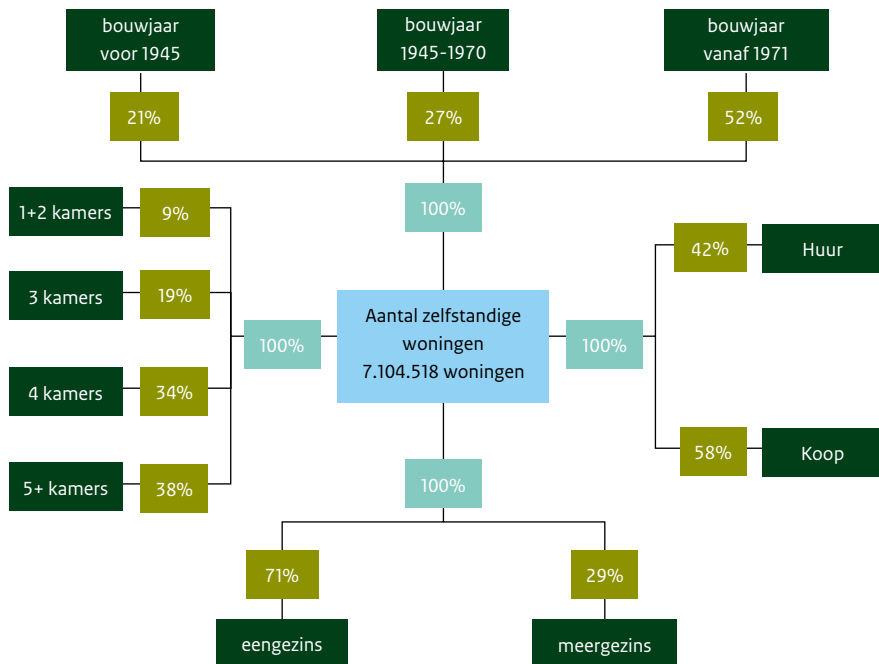 bouwjaar
voor 1945
bouwjaar
1945-1970
bouwjaar
vanaf 1971
21%
27%
52%
100%
1+2 kamers
9%
3 kamers
19%
4 kamers
34%
5+ kamers
38%
100%
Aantal zelfstandige
woningen
7.104.518 woningen
100%
42%
Huur
58%
Koop
100%
71%
29%
eengezins
meergezins